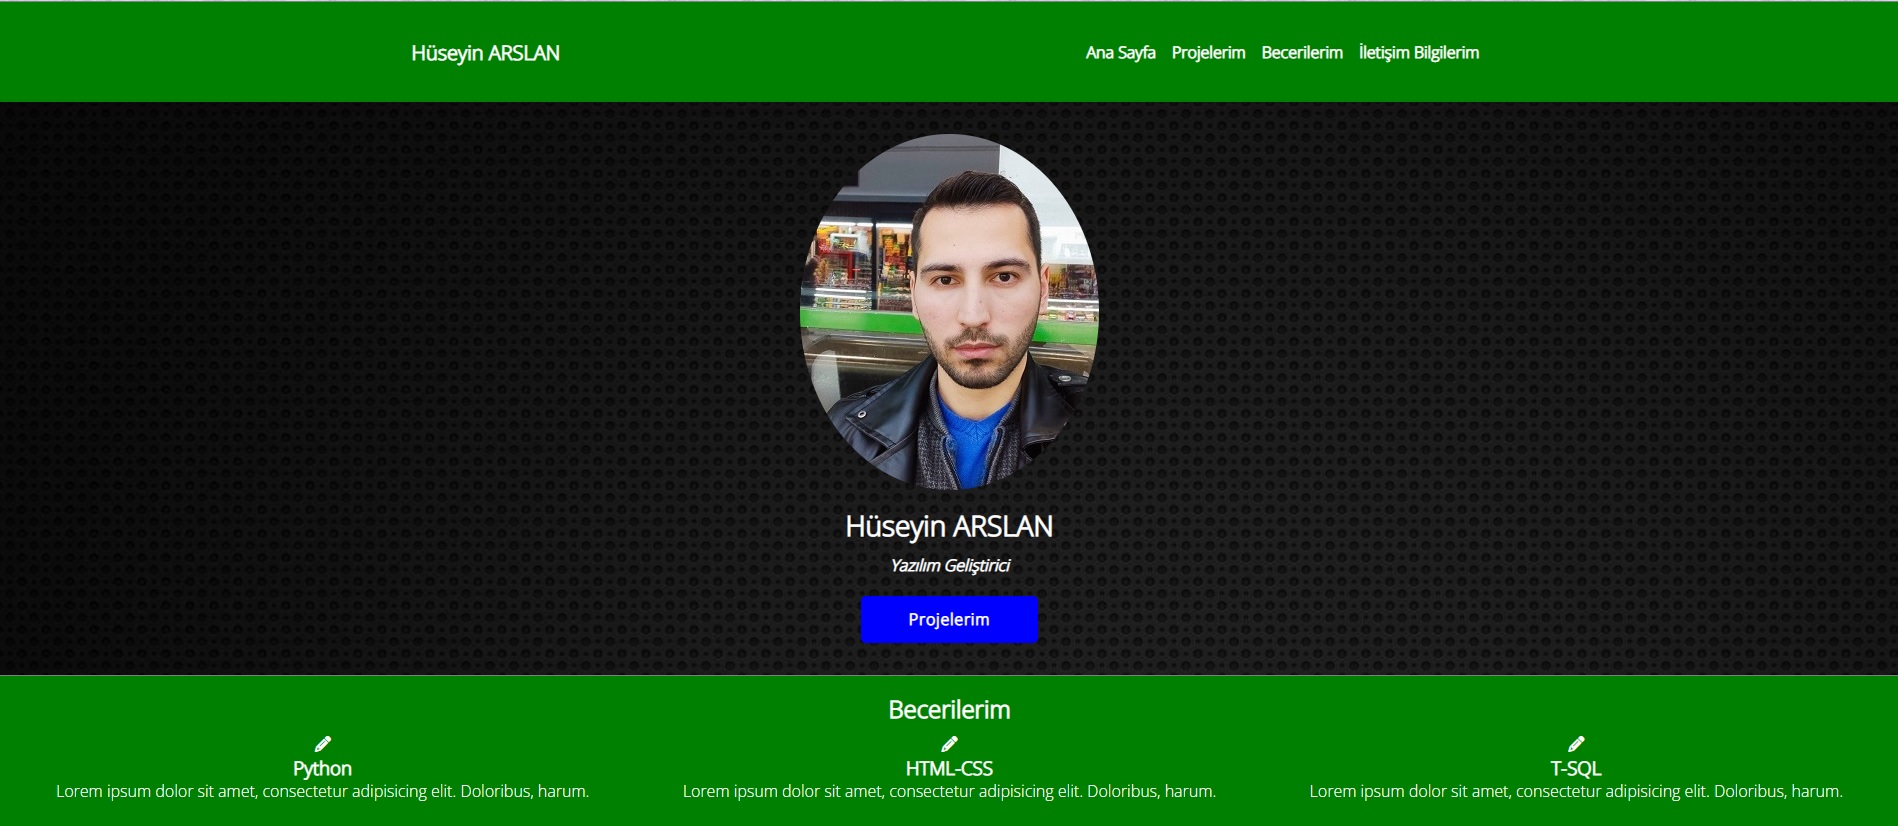 Hüseyin ARSLAN
Ana Sayfa Projelerim Becerilerim İletişim Bilgilerim
Hüseyin ARSLAN
Yazılım Geliştirici
Projelerim
Becerilerim
Python
Lorem ipsum dolor sit amet, consectetur adipisicing elit. Doloribus, harum.
HTML-CSS
Lorem ipsum dolor sit amet, consectetur adipisicing elit. Doloribus, harum.
T-SQL
Lorem ipsum dolor sit amet, consectetur adipisicing elit. Doloribus, harum.